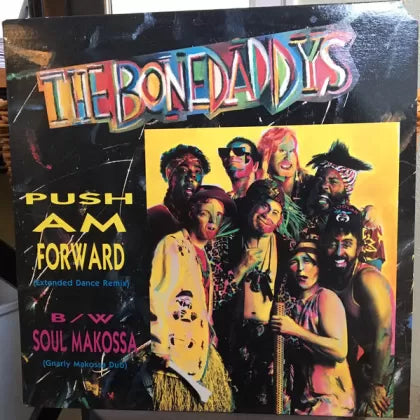 THE BONEDADDYS
PUSH
AM
FORWARD
(Extended Dance Remix)
B/W
SOUL MAKOSSA
(Gnarly Makossa Dub)